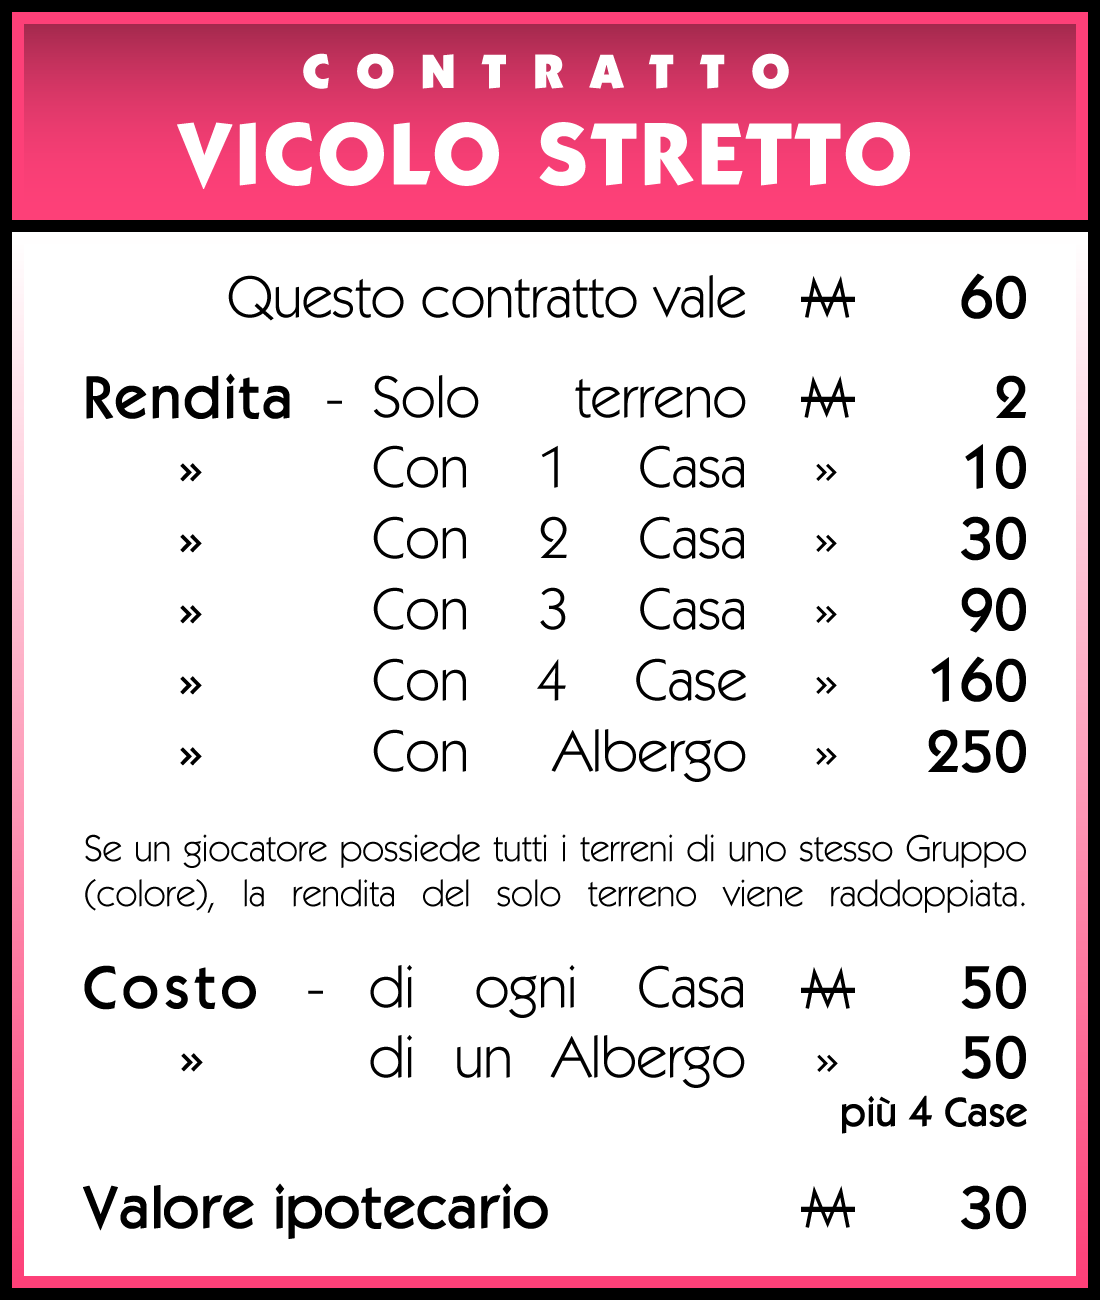 CONTRATTO
VICOLO STRETTO
Questo contratto vale M 60
Rendita - Solo terreno M 2
» Con 1 Casa » 10
» Con 2 Casa » 30
» Con 3 Casa » 90
» Con 4 Case » 160
» Con Albergo » 250
Se un giocatore possiede tutti i terreni di uno stesso Gruppo
(colore), la rendita del solo terreno viene raddoppiata.
Costo - di ogni Casa M 50
» di un Albergo » 50
più 4 Case
Valore ipotecario M 30